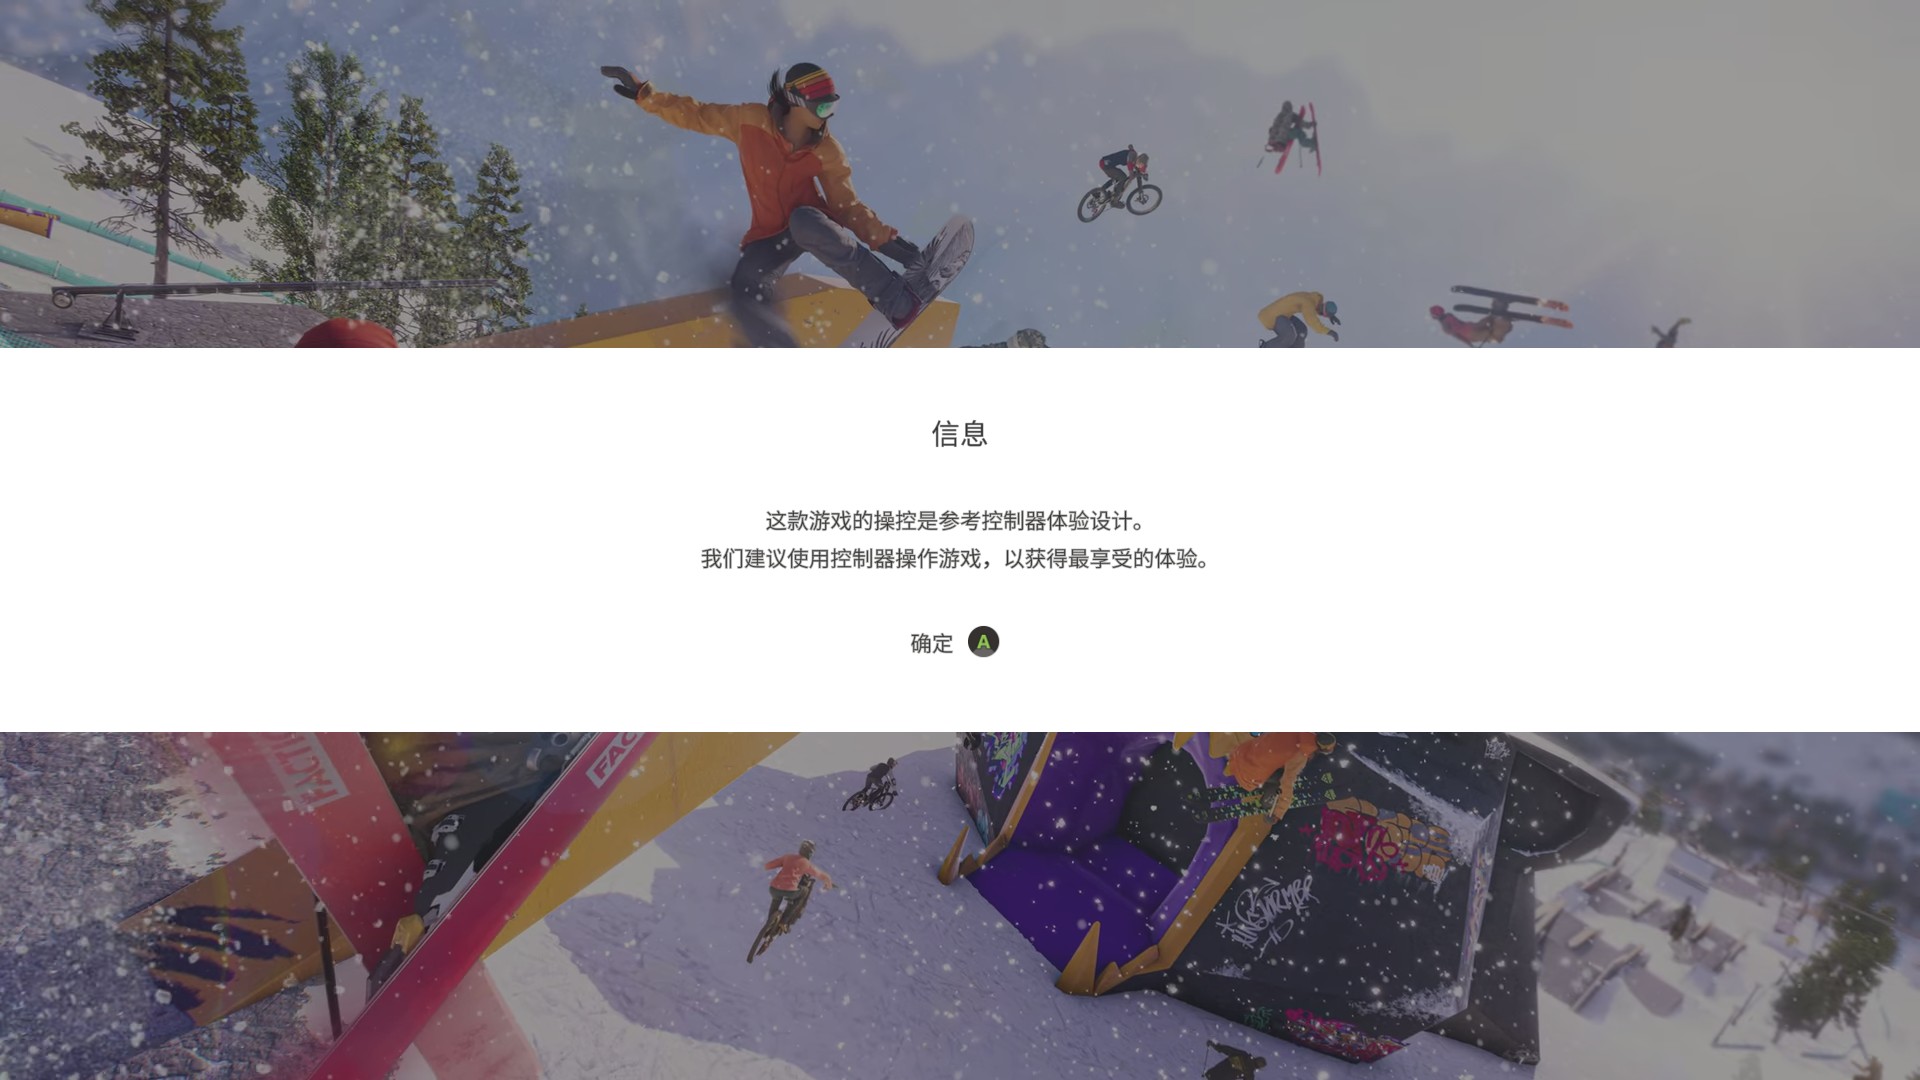 信息
这款游戏的操控是参考控制器体验设计。
我们建议使用控制器操作游戏，以获得最享受的体验。
确定 A
FACTI
FAC